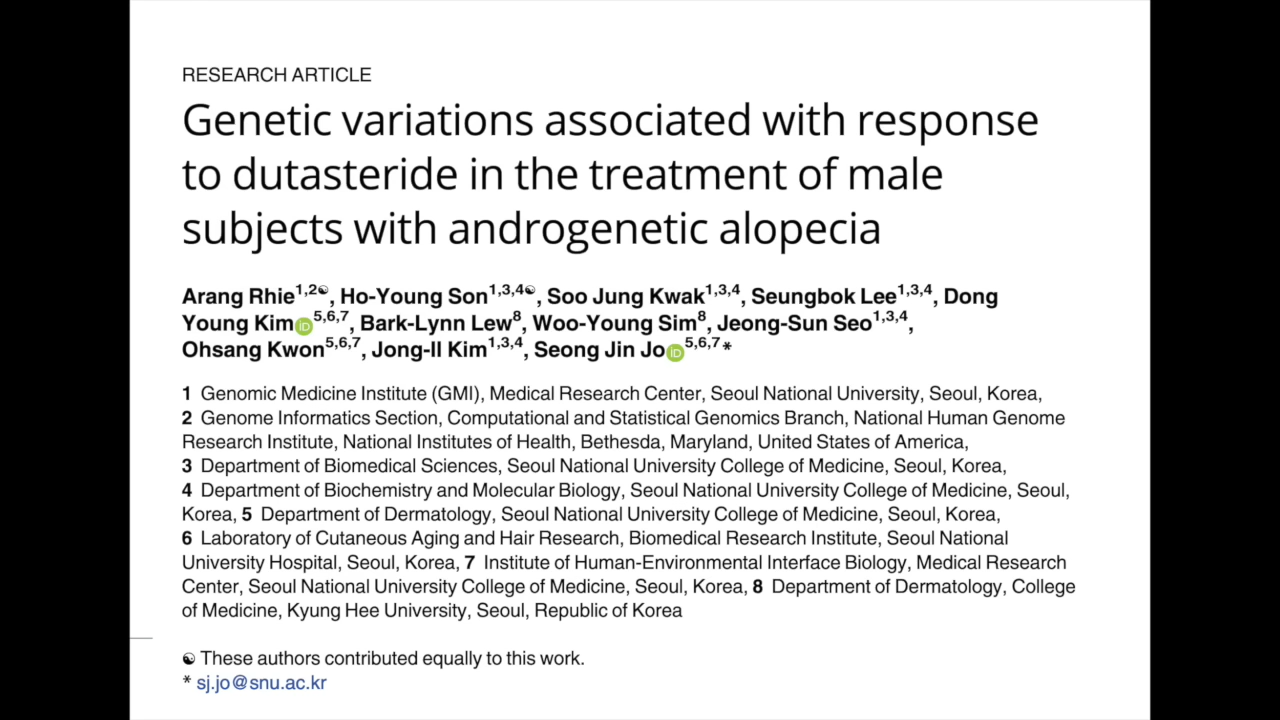 RESEARCH ARTICLE
Genetic variations associated with response
to dutasteride in the treatment of male
subjects with androgenetic alopecia
Arang Rhie1,2☯, Ho-Young Son1,3,4☯, Soo Jung Kwak1,3,4, Seungbok Lee1,3,4, Dong
Young Kim iD 5,6,7, Bark-Lynn Lew8, Woo-Young Sim8, Jeong-Sun Seo1,3,4,
Ohsang Kwon5,6,7, Jong-Il Kim1,3,4, Seong Jin Jo iD 5,6,7*
1 Genomic Medicine Institute (GMI), Medical Research Center, Seoul National University, Seoul, Korea,
2 Genome Informatics Section, Computational and Statistical Genomics Branch, National Human Genome
Research Institute, National Institutes of Health, Bethesda, Maryland, United States of America,
3 Department of Biomedical Sciences, Seoul National University College of Medicine, Seoul, Korea,
4 Department of Biochemistry and Molecular Biology, Seoul National University College of Medicine, Seoul,
Korea, 5 Department of Dermatology, Seoul National University College of Medicine, Seoul, Korea,
6 Laboratory of Cutaneous Aging and Hair Research, Biomedical Research Institute, Seoul National
University Hospital, Seoul, Korea, 7 Institute of Human-Environmental Interface Biology, Medical Research
Center, Seoul National University College of Medicine, Seoul, Korea, 8 Department of Dermatology, College
of Medicine, Kyung Hee University, Seoul, Republic of Korea
☯ These authors contributed equally to this work.
* sj.jo@snu.ac.kr